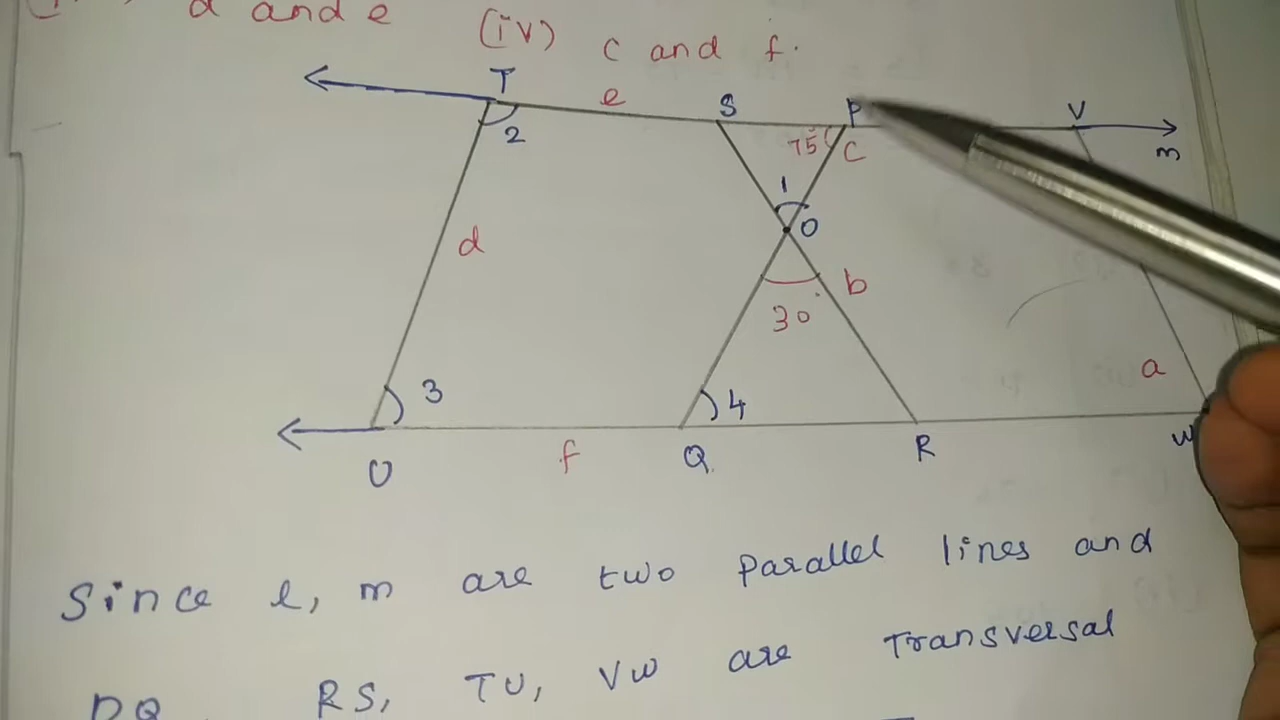 d and e (iv) c and f.
T e S P V
2 75° c m
1
O
d b
30°
3 4 a
U f Q R W
Since l, m are two parallel lines and
PQ, RS, TU, VW are Transversal